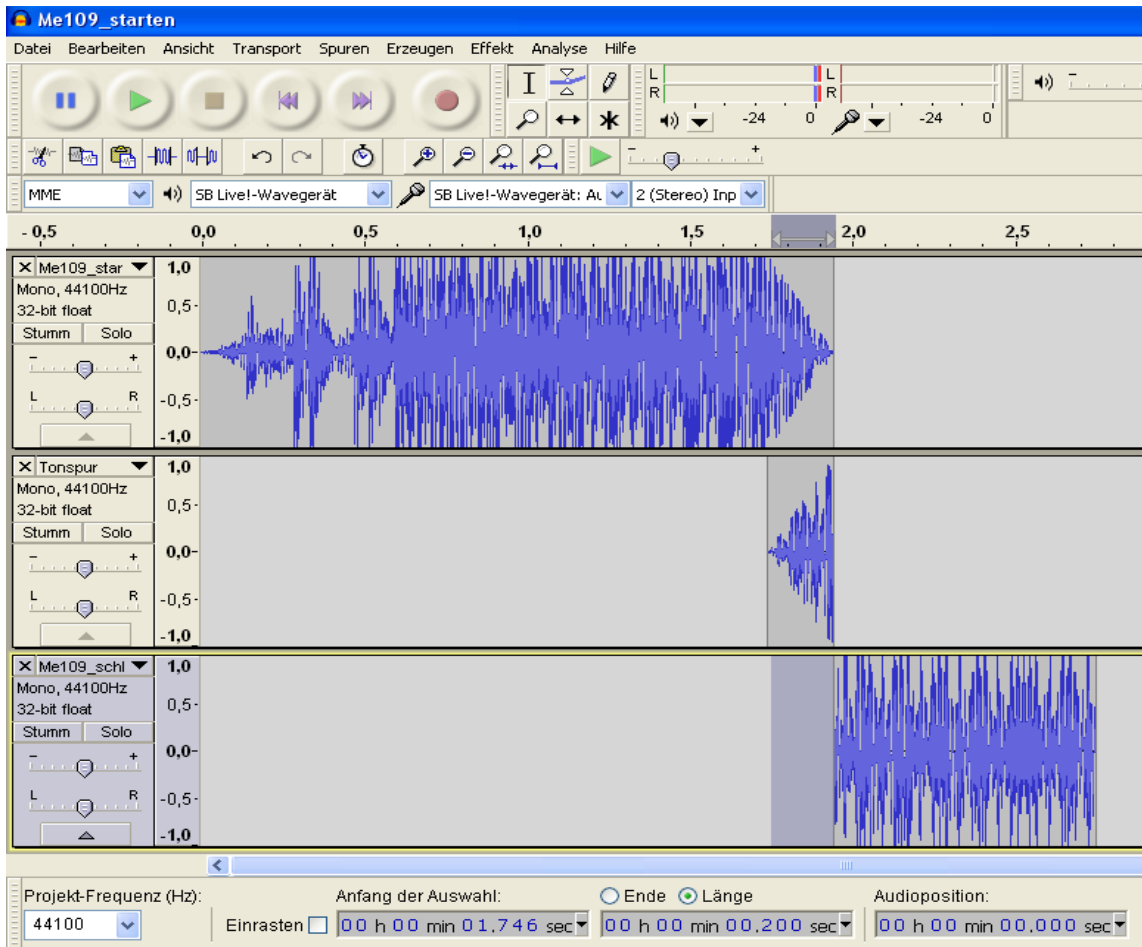 Me109_starten
Datei Bearbeiten Ansicht Transport Spuren Erzeugen Effekt Analyse Hilfe
L
R
-24 0
L
R
-24 0
MME SB Live!-Wavegerät SB Live!-Wavegerät: Au 2 (Stereo) Inp
- 0,5 0,0 0,5 1,0 1,5 2,0 2,5
Me109_star
Mono, 44100Hz
32-bit float
Stumm Solo
- +
L R
1,0
0,5-
0,0-
-0,5-
-1,0
Tonspur
Mono, 44100Hz
32-bit float
Stumm Solo
- +
L R
1,0
0,5-
0,0-
-0,5-
-1,0
Me109_schl
Mono, 44100Hz
32-bit float
Stumm Solo
- +
L R
1,0
0,5-
0,0-
-0,5-
-1,0
Projekt-Frequenz (Hz): Anfang der Auswahl: Ende Länge Audioposition:
44100 Einrasten 00 h 00 min 01,746 sec 00 h 00 min 00,200 sec 00 h 00 min 00,000 sec